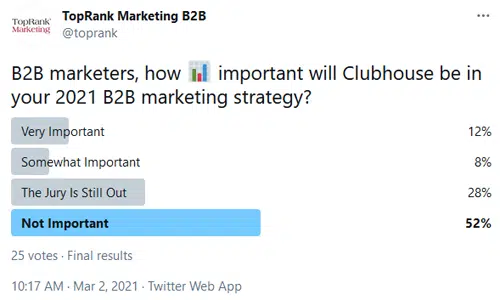 TopRank
Marketing
TopRank Marketing B2B
@toprank
B2B marketers, how 📊 important will Clubhouse be in
your 2021 B2B marketing strategy?
Very Important 12%
Somewhat Important 8%
The Jury Is Still Out 28%
Not Important 52%
25 votes · Final results
10:17 AM · Mar 2, 2021 · Twitter Web App